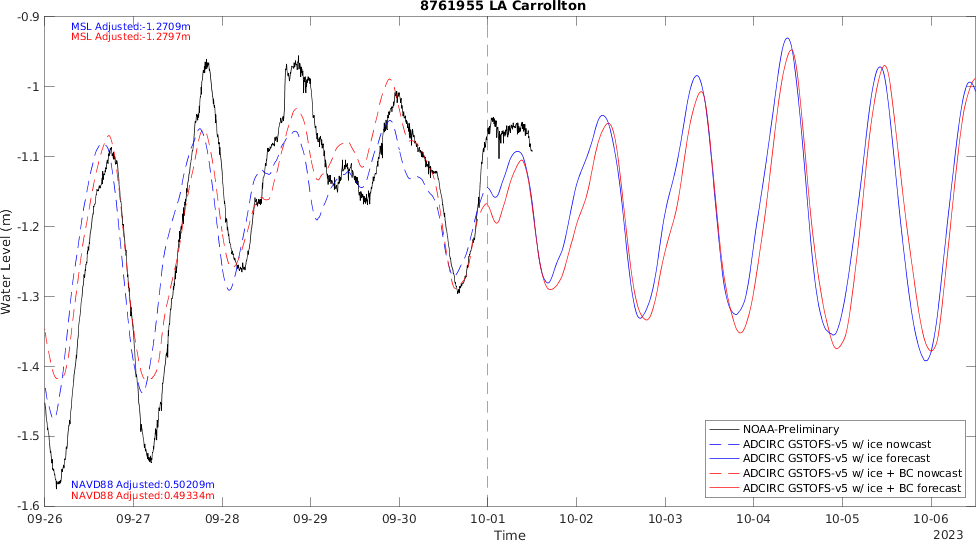 8761955 LA Carrollton
MSL Adjusted:-1.2709m
MSL Adjusted:-1.2797m
-0.9
-1
-1.1
-1.2
-1.3
-1.4
-1.5
-1.6
Water Level (m)
NAVD88 Adjusted:0.50209m
NAVD88 Adjusted:0.49334m
NOAA-Preliminary
ADCIRC GSTOFS-v5 w/ ice nowcast
ADCIRC GSTOFS-v5 w/ ice forecast
ADCIRC GSTOFS-v5 w/ ice + BC nowcast
ADCIRC GSTOFS-v5 w/ ice + BC forecast
09-26 09-27 09-28 09-29 09-30 10-01 10-02 10-03 10-04 10-05 10-06
Time
2023